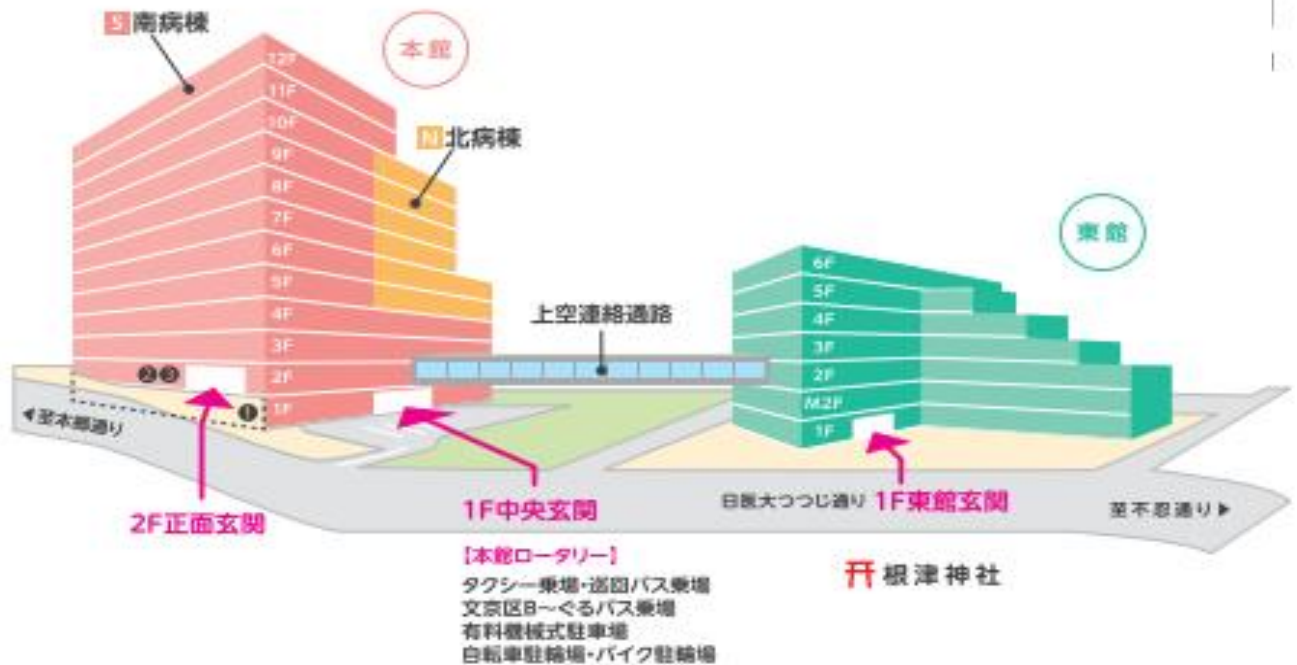 S 南病棟
本館
12F
11F
10F
9F
8F
7F
6F
5F
4F
3F
2F
1F
N 北病棟
上空連絡通路
東館
6F
5F
4F
3F
2F
M2F
1F
❷❸
❶
◀至本郷通り
2F正面玄関
1F中央玄関
【本館ロータリー】
タクシー乗場・巡回バス乗場
文京区B〜ぐるバス乗場
有料機械式駐車場
自転車駐輪場・バイク駐輪場
日医大つつじ通り
1F東館玄関
至不忍通り▶
根津神社